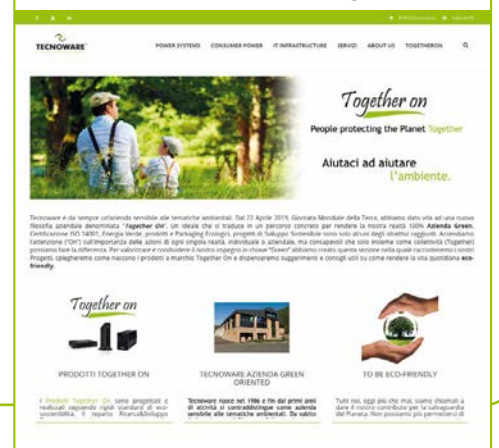 TECNOWARE
POWER SYSTEMS CONSUMER POWER IT INFRASTRUCTURE SERVIZI ABOUT US TOGETHERON
Together on
People protecting the Planet Together
Aiutaci ad aiutare
l'ambiente.
Tecnoware è da sempre un'azienda sensibile alle tematiche ambientali. Dal 22 Aprile 2019, Giornata Mondiale della Terra, abbiamo dato vita ad una nuova
filosofia aziendale denominata "Together ON". Un ideale che si traduce in un percorso concreto per rendere la nostra realtà 100% Azienda Green.
Certificazione ISO 14001, Energia Verde, prodotti e Packaging Ecologici, progetti di Sviluppo Sostenibile sono solo alcuni degli obiettivi raggiunti. Accendiamo
l'attenzione ("On") sull'importanza delle azioni di ogni singola realtà, individuale o aziendale, ma consapevoli che solo insieme come collettività (Together)
possiamo fare la differenza. Per valorizzare e condividere il nostro impegno in chiave "Green" abbiamo creato questa sezione nella quale racconteremo i nostri
Progetti, spiegheremo come nascono i prodotti a marchio Together On e dispenseremo suggerimenti e consigli utili su come rendere la vita quotidiana eco-
friendly.
Together on
PRODOTTI TOGETHER ON
TECNOWARE AZIENDA GREEN
ORIENTED
TO BE ECO-FRIENDLY
I Prodotti Together On sono progettati e
realizzati seguendo rigidi standard di eco-
sostenibilità. Il reparto Ricerca&Sviluppo
Tecnoware nasce nel 1986 e fin dai primi anni
di attività si contraddistingue come azienda
sensibile alle tematiche ambientali. Da subito
Tutti noi, oggi più che mai, siamo chiamati a
dare il nostro contributo per la salvaguardia
del Pianeta. Non possiamo più permetterci di